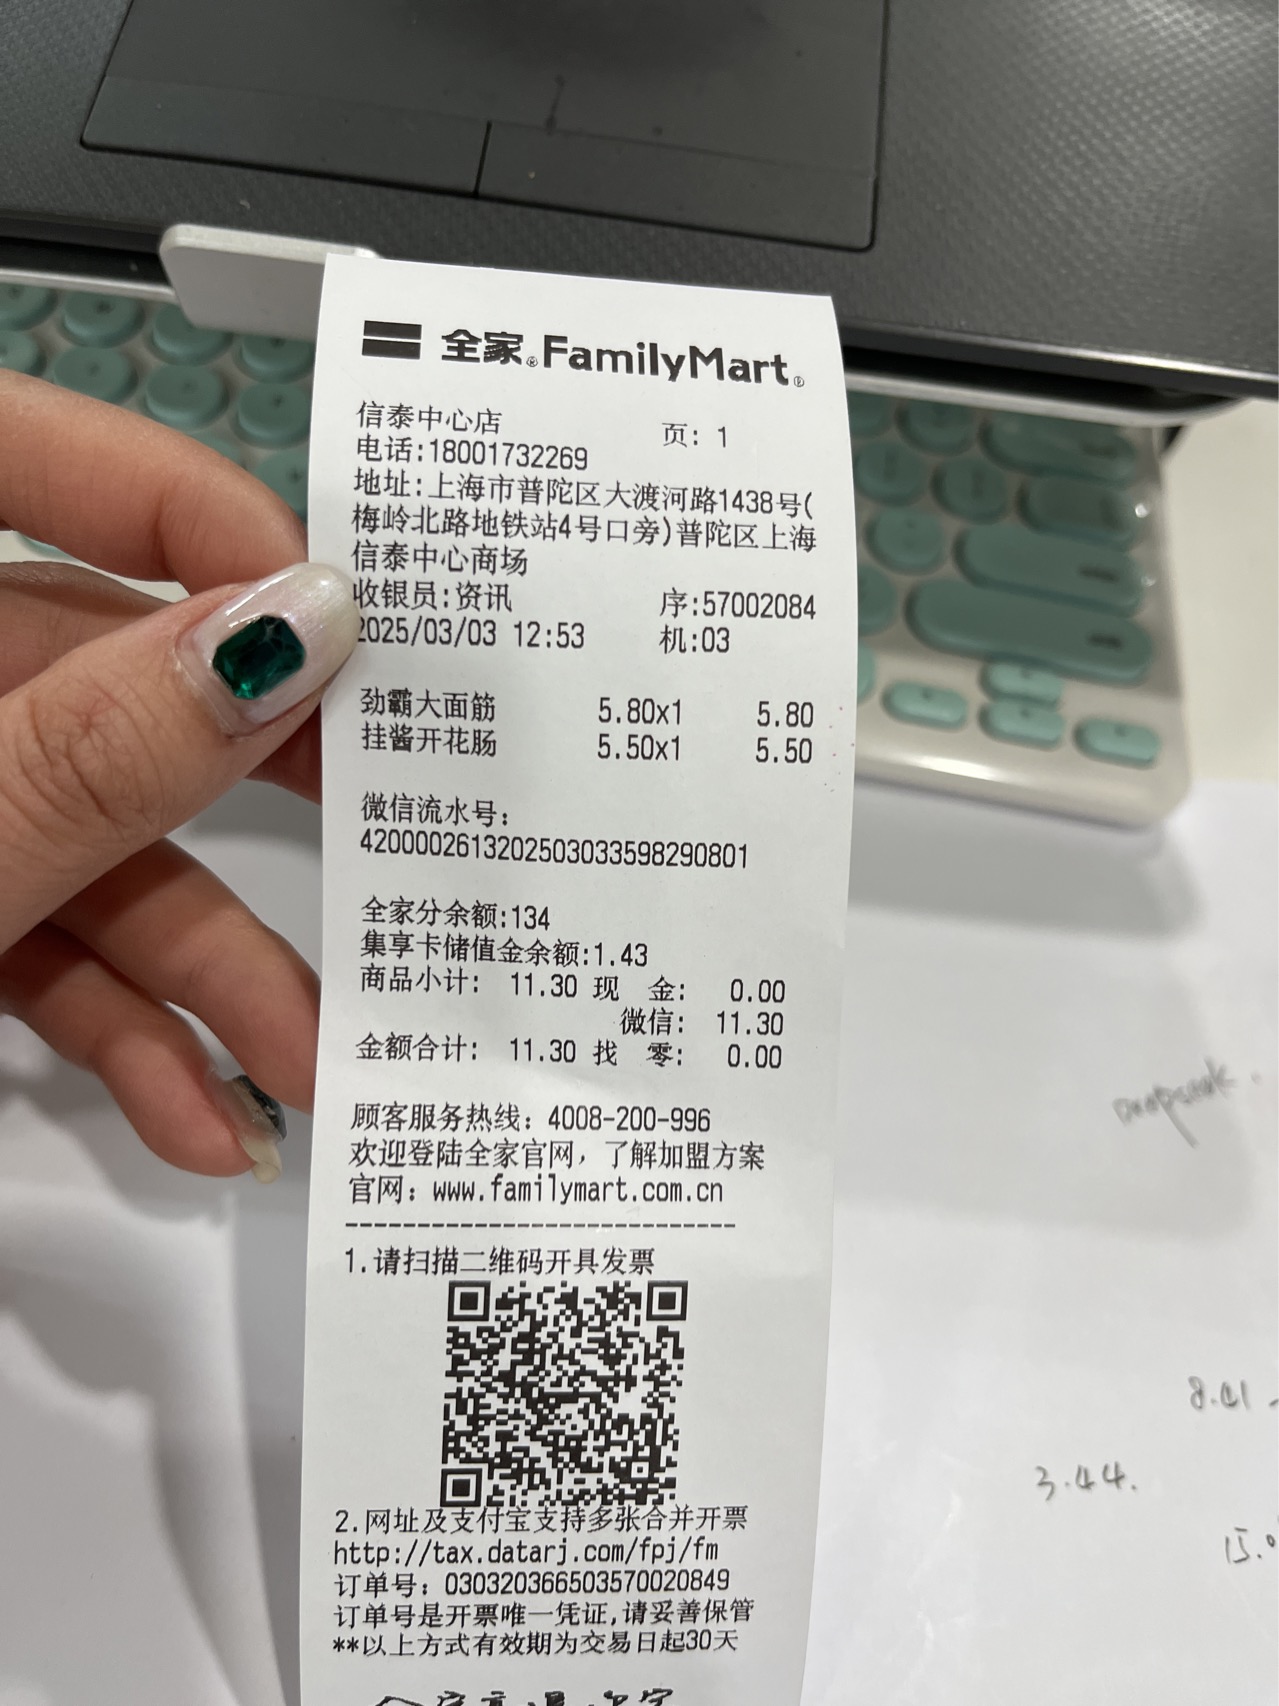 全家®FamilyMart®
信泰中心店 页: 1
电话:18001732269
地址:上海市普陀区大渡河路1438号(
梅岭北路地铁站4号口旁)普陀区上海
信泰中心商场
收银员:资讯 序:57002084
2025/03/03 12:53 机:03
劲霸大面筋 5.80x1 5.80
挂酱开花肠 5.50x1 5.50
微信流水号:
4200002613202503033598290801
全家分余额:134
集享卡储值金余额:1.43
商品小计: 11.30 现 金: 0.00
微信: 11.30
金额合计: 11.30 找 零: 0.00
顾客服务热线: 4008-200-996
欢迎登陆全家官网, 了解加盟方案
官网: www.familymart.com.cn
----------------------------
1.请扫描二维码开具发票
2.网址及支付宝支持多张合并开票
http://tax.datarj.com/fpj/fm
订单号: 0303203665035700208​49
订单号是开票唯一凭证,请妥善保管
**以上方式有效期为交易日起30天
3.44.